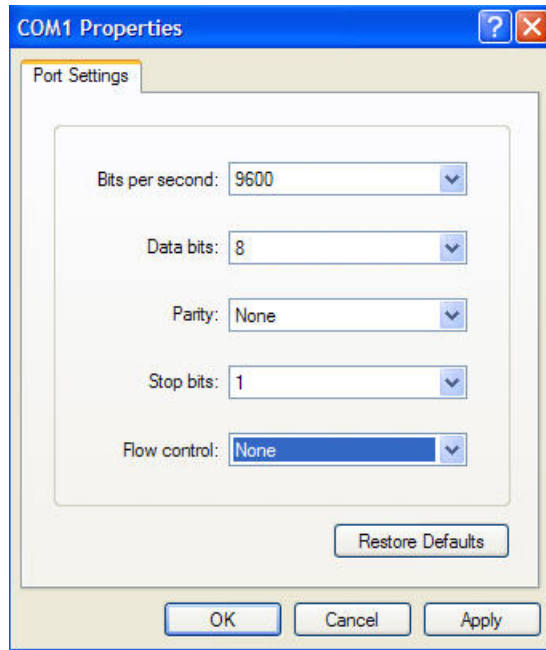 COM1 Properties
Port Settings
Bits per second: 9600
Data bits: 8
Parity: None
Stop bits: 1
Flow control: None
Restore Defaults
OK Cancel Apply